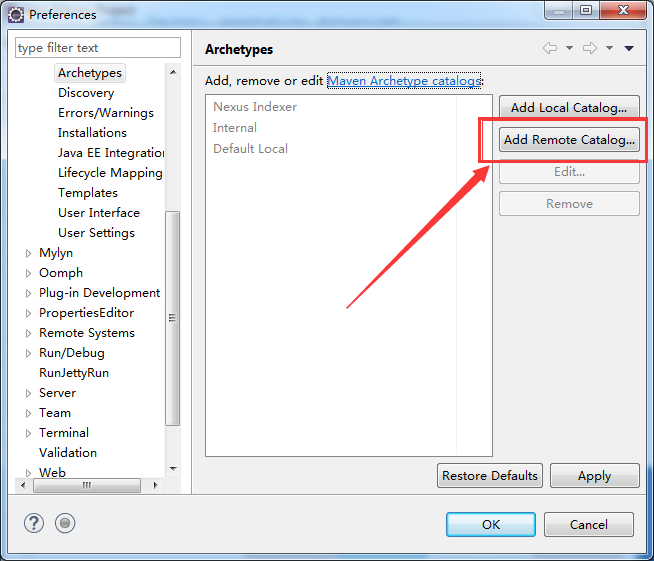 Preferences
type filter text
Archetypes
Discovery
Errors/Warnings
Installations
Java EE Integration
Lifecycle Mapping
Templates
User Interface
User Settings
Mylyn
Oomph
Plug-in Development
PropertiesEditor
Remote Systems
Run/Debug
RunJettyRun
Server
Team
Terminal
Validation
Web
Archetypes
Add, remove or edit Maven Archetype catalogs:
Nexus Indexer
Internal
Default Local
Add Local Catalog...
Add Remote Catalog...
Edit...
Remove
Restore Defaults
Apply
OK
Cancel